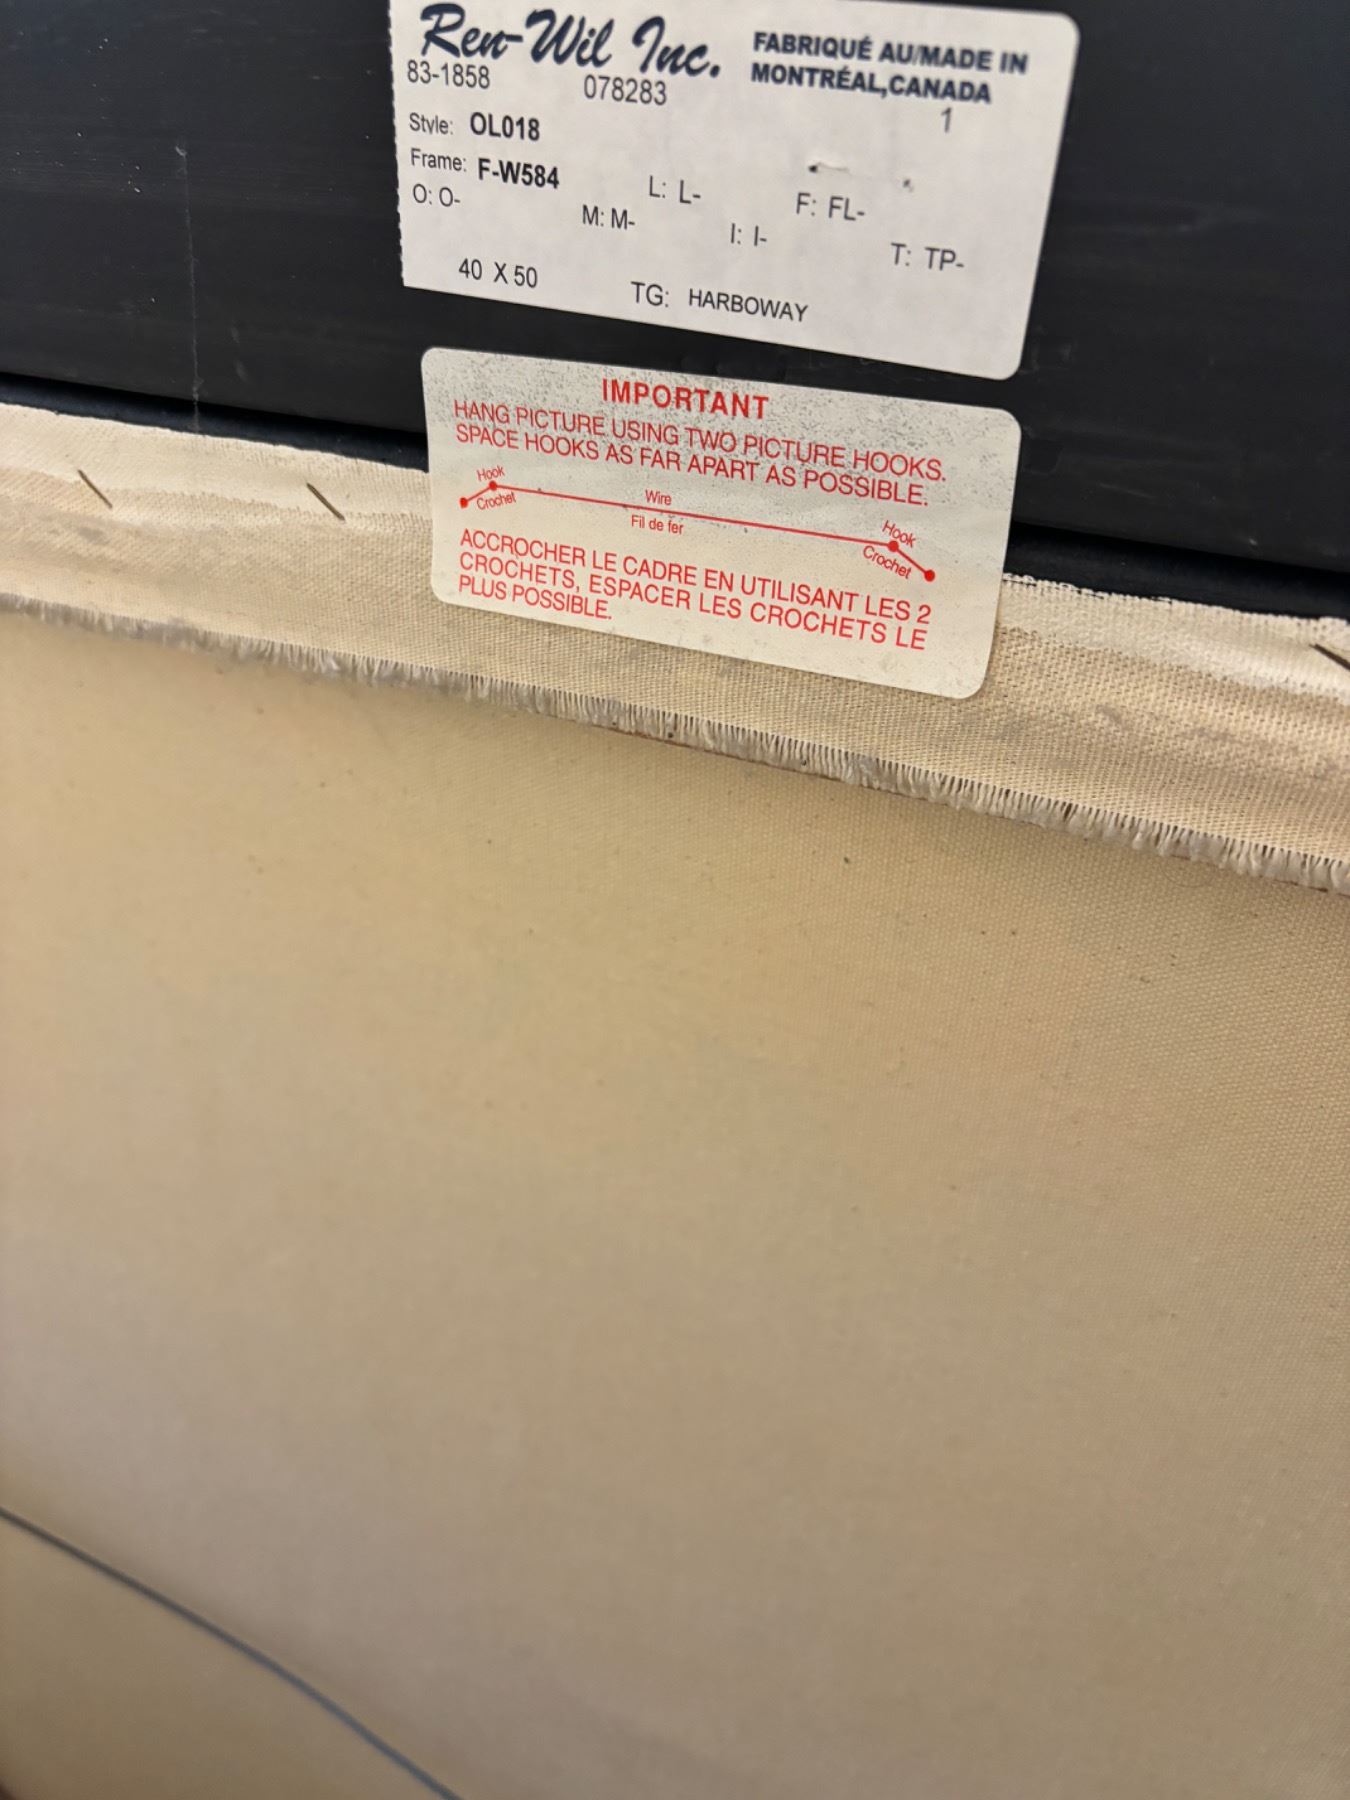 Ren-Wil Inc.
FABRIQUÉ AU/MADE IN
MONTRÉAL,CANADA
83-1858 078283 1
Style: OL018
Frame: F-W584 L: L- F: FL-
O: O- M: M- I: I- T: TP-
40 X 50 TG: HARBOWAY
IMPORTANT
HANG PICTURE USING TWO PICTURE HOOKS.
SPACE HOOKS AS FAR APART AS POSSIBLE.
Hook Wire Hook
Crochet Fil de fer Crochet
ACCROCHER LE CADRE EN UTILISANT LES 2
CROCHETS, ESPACER LES CROCHETS LE
PLUS POSSIBLE.